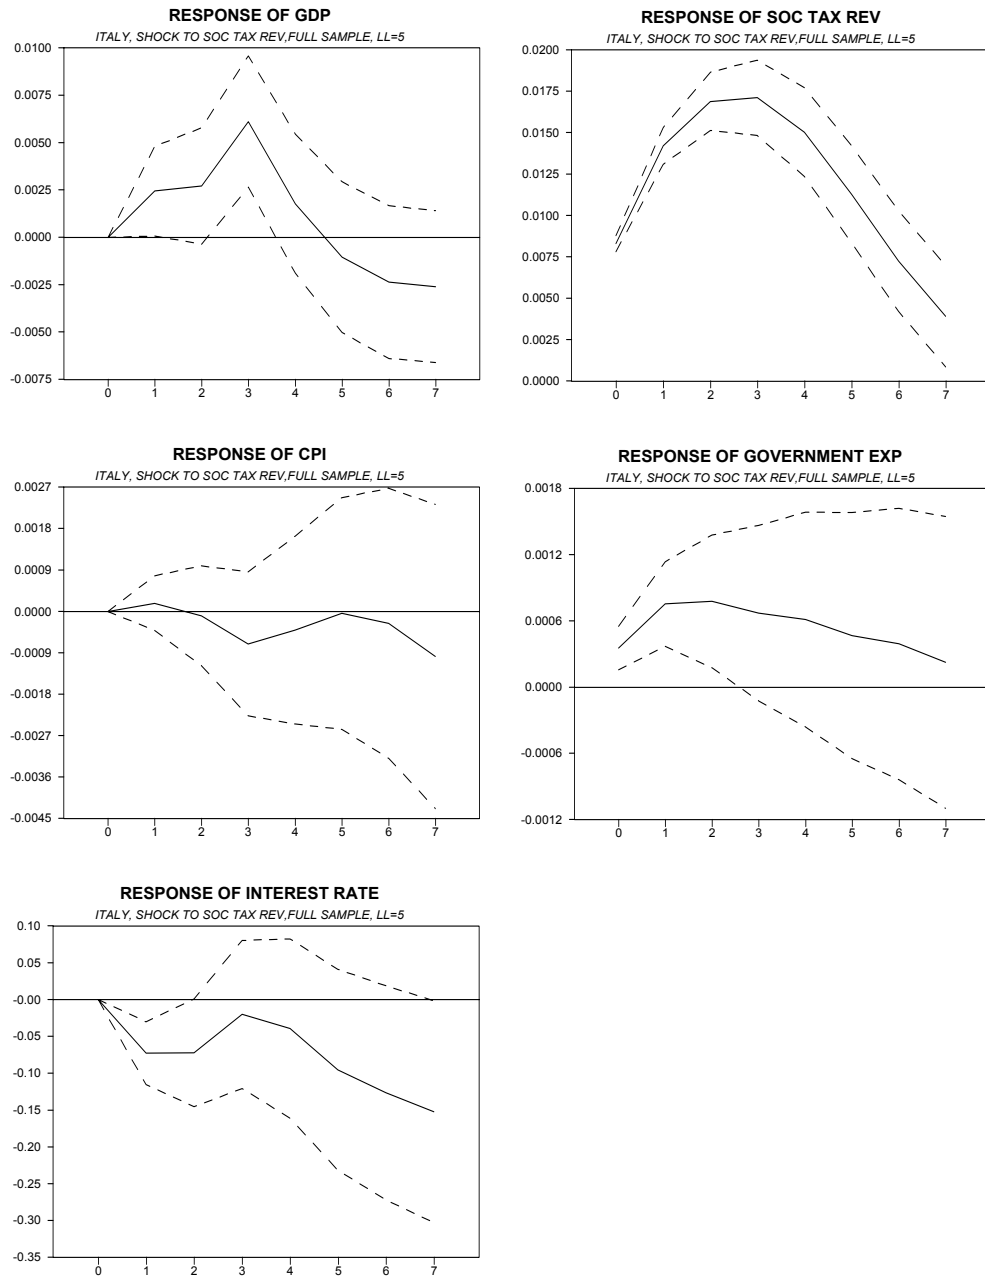 RESPONSE OF GDP
ITALY, SHOCK TO SOC TAX REV,FULL SAMPLE, LL=5
0.0100
0.0075
0.0050
0.0025
0.0000
-0.0025
-0.0050
-0.0075
0 1 2 3 4 5 6 7
RESPONSE OF SOC TAX REV
ITALY, SHOCK TO SOC TAX REV,FULL SAMPLE, LL=5
0.0200
0.0175
0.0150
0.0125
0.0100
0.0075
0.0050
0.0025
0.0000
0 1 2 3 4 5 6 7
RESPONSE OF CPI
ITALY, SHOCK TO SOC TAX REV,FULL SAMPLE, LL=5
0.0027
0.0018
0.0009
0.0000
-0.0009
-0.0018
-0.0027
-0.0036
-0.0045
0 1 2 3 4 5 6 7
RESPONSE OF GOVERNMENT EXP
ITALY, SHOCK TO SOC TAX REV,FULL SAMPLE, LL=5
0.0018
0.0012
0.0006
0.0000
-0.0006
-0.0012
0 1 2 3 4 5 6 7
RESPONSE OF INTEREST RATE
ITALY, SHOCK TO SOC TAX REV,FULL SAMPLE, LL=5
0.10
0.05
-0.00
-0.05
-0.10
-0.15
-0.20
-0.25
-0.30
-0.35
0 1 2 3 4 5 6 7